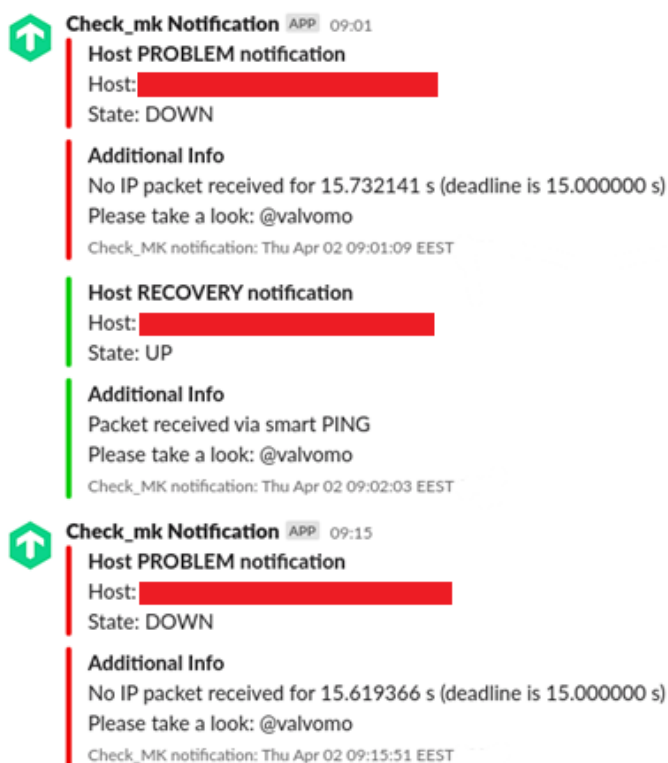 Check_mk Notification APP 09:01
Host PROBLEM notification
Host:
State: DOWN
Additional Info
No IP packet received for 15.732141 s (deadline is 15.000000 s)
Please take a look: @valvomo
Check_MK notification: Thu Apr 02 09:01:09 EEST
Host RECOVERY notification
Host:
State: UP
Additional Info
Packet received via smart PING
Please take a look: @valvomo
Check_MK notification: Thu Apr 02 09:02:03 EEST
Check_mk Notification APP 09:15
Host PROBLEM notification
Host:
State: DOWN
Additional Info
No IP packet received for 15.619366 s (deadline is 15.000000 s)
Please take a look: @valvomo
Check_MK notification: Thu Apr 02 09:15:51 EEST